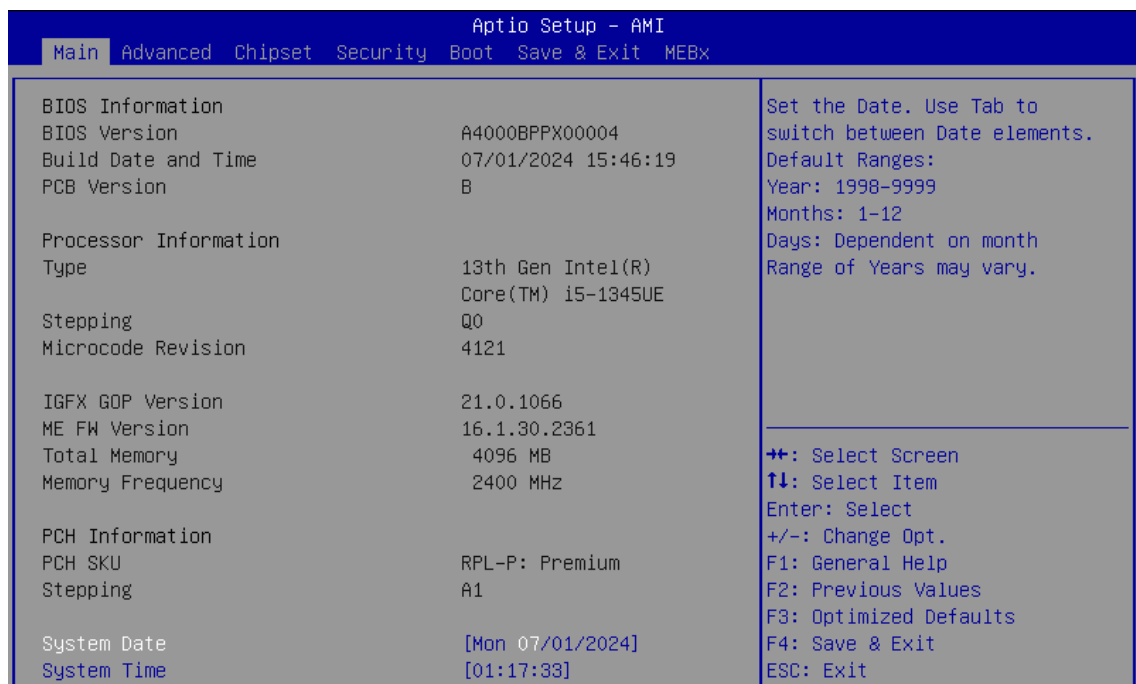 Aptio Setup – AMI
Main Advanced Chipset Security Boot Save & Exit MEBx
BIOS Information
BIOS Version A4000BPPX00004
Build Date and Time 07/01/2024 15:46:19
PCB Version B
Processor Information
Type 13th Gen Intel(R)
Core(TM) i5-1345UE
Stepping Q0
Microcode Revision 4121
IGFX GOP Version 21.0.1066
ME FW Version 16.1.30.2361
Total Memory 4096 MB
Memory Frequency 2400 MHz
PCH Information
PCH SKU RPL-P: Premium
Stepping A1
System Date [Mon 07/01/2024]
System Time [01:17:33]
Set the Date. Use Tab to
switch between Date elements.
Default Ranges:
Year: 1998-9999
Months: 1-12
Days: Dependent on month
Range of Years may vary.
→←: Select Screen
↑↓: Select Item
Enter: Select
+/-: Change Opt.
F1: General Help
F2: Previous Values
F3: Optimized Defaults
F4: Save & Exit
ESC: Exit